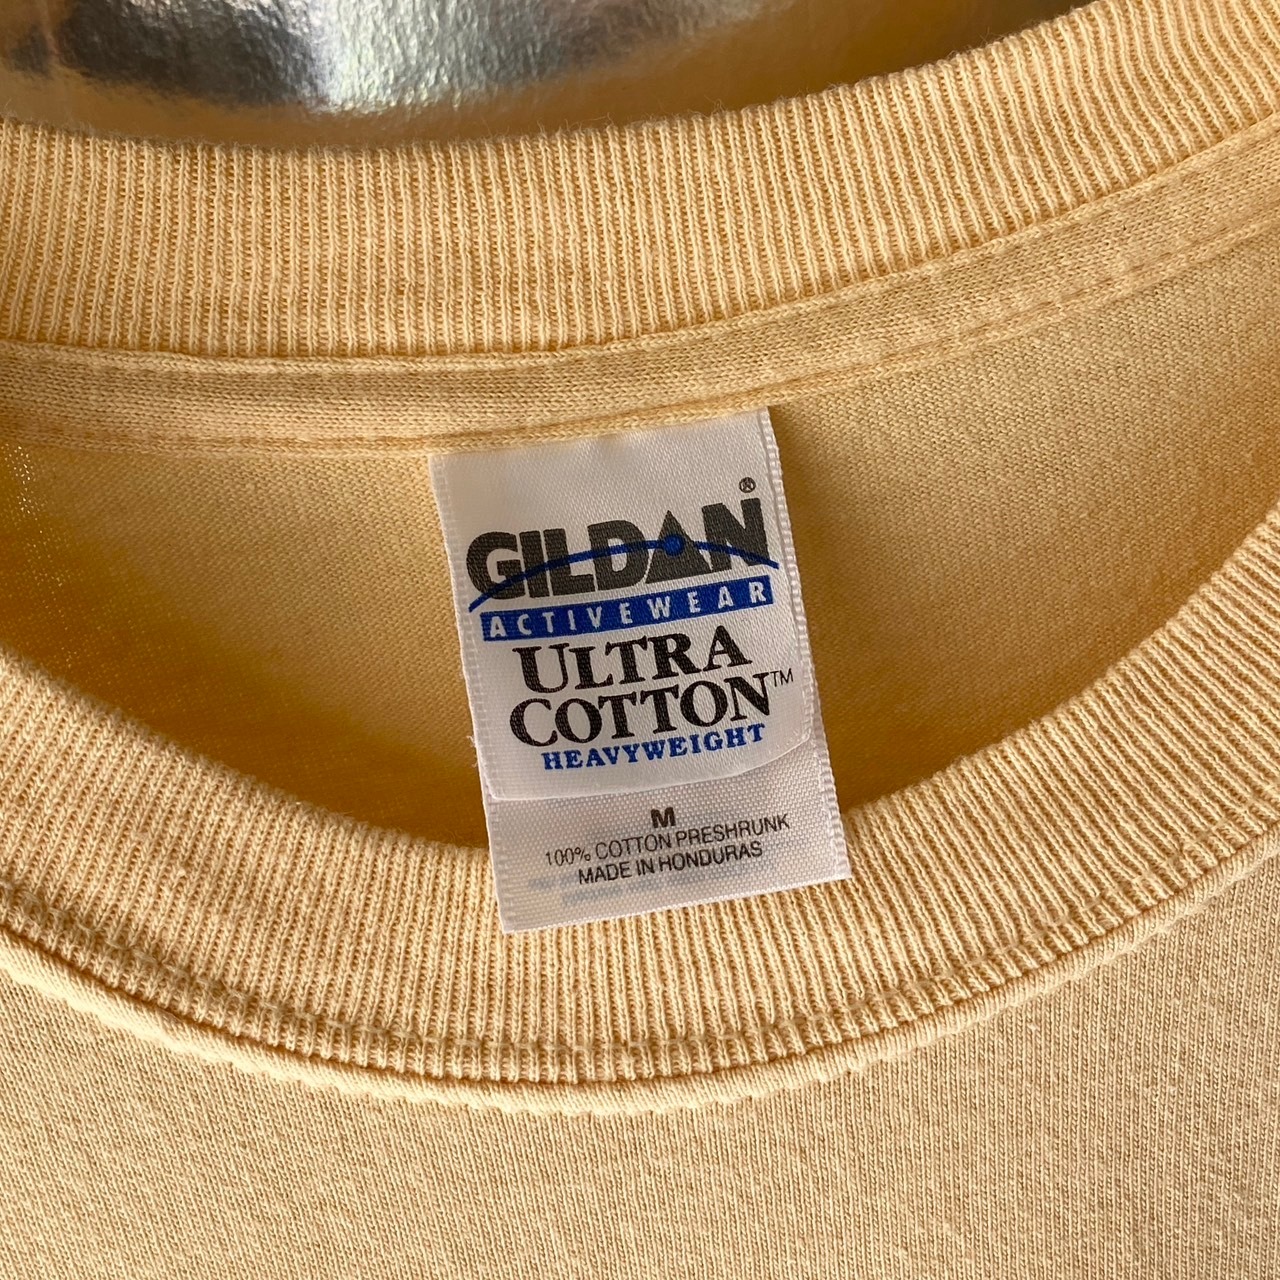 GILDAN®
ACTIVEWEAR
ULTRA
COTTON™
HEAVYWEIGHT
M
100% COTTON PRESHRUNK
MADE IN HONDURAS